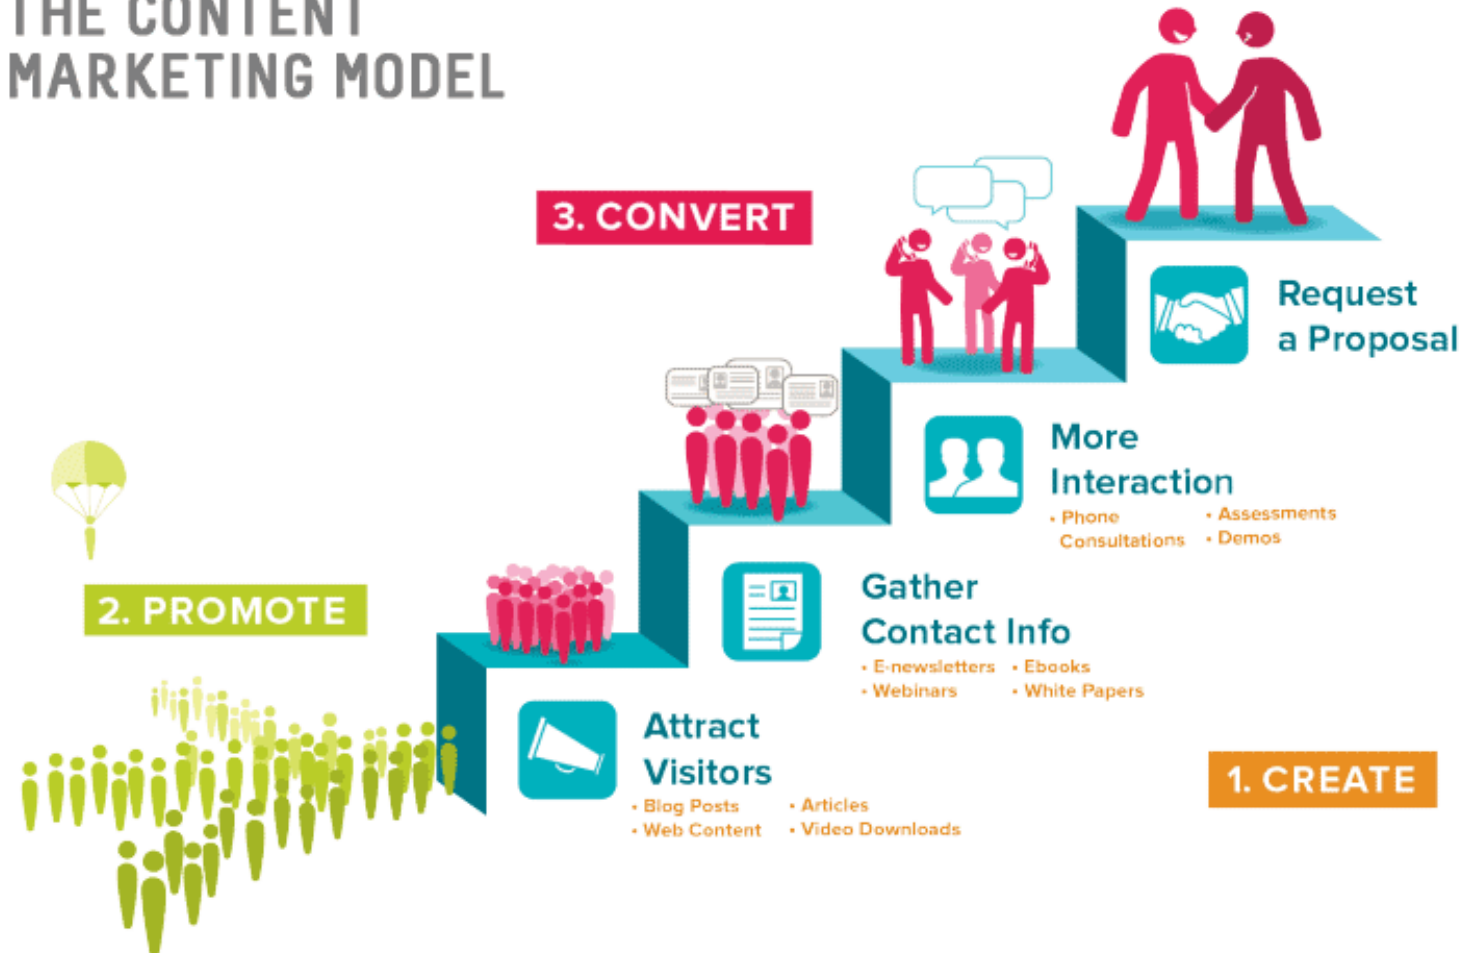 THE CONTENT
MARKETING MODEL
3. CONVERT
Request
a Proposal
More
Interaction
• Phone
Consultations
• Assessments
• Demos
2. PROMOTE
Gather
Contact Info
• E-newsletters
• Webinars
• Ebooks
• White Papers
Attract
Visitors
• Blog Posts
• Web Content
• Articles
• Video Downloads
1. CREATE